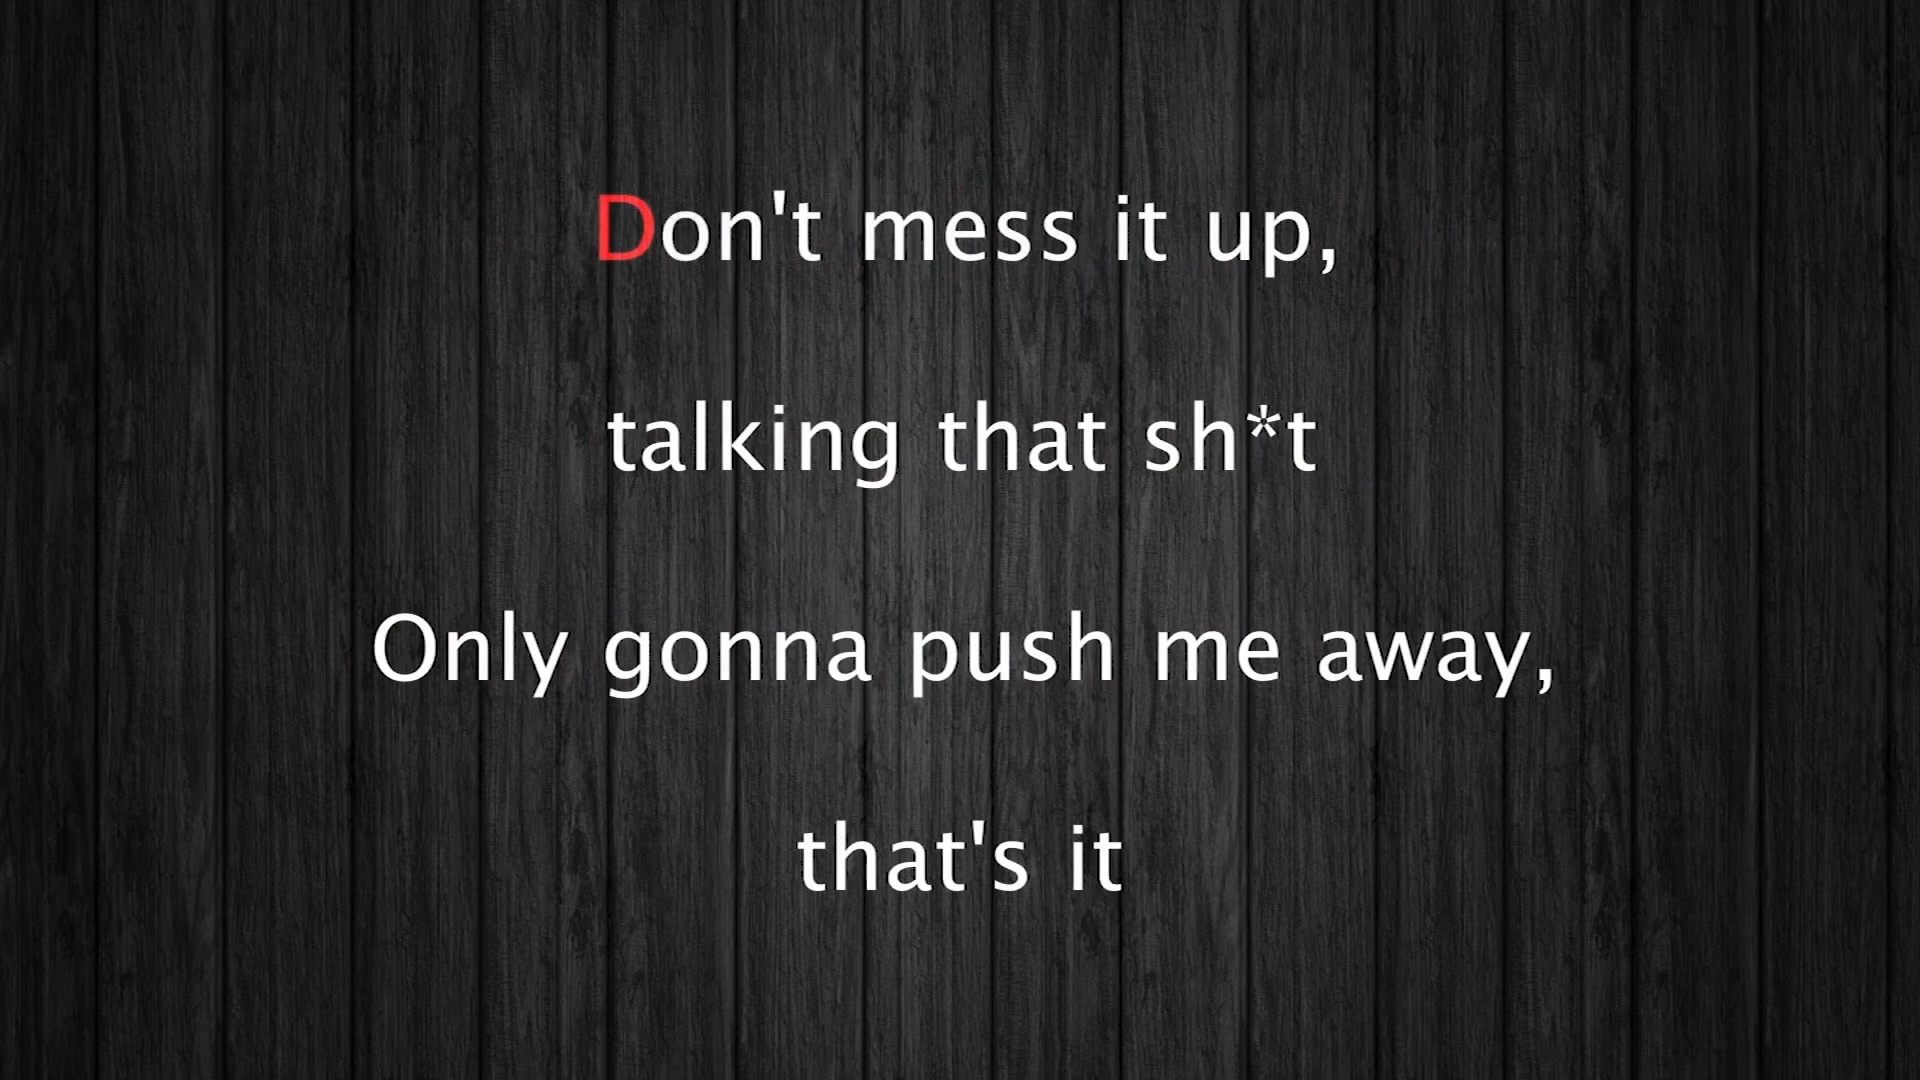 Don't mess it up,
talking that sh*t
Only gonna push me away,
that's it